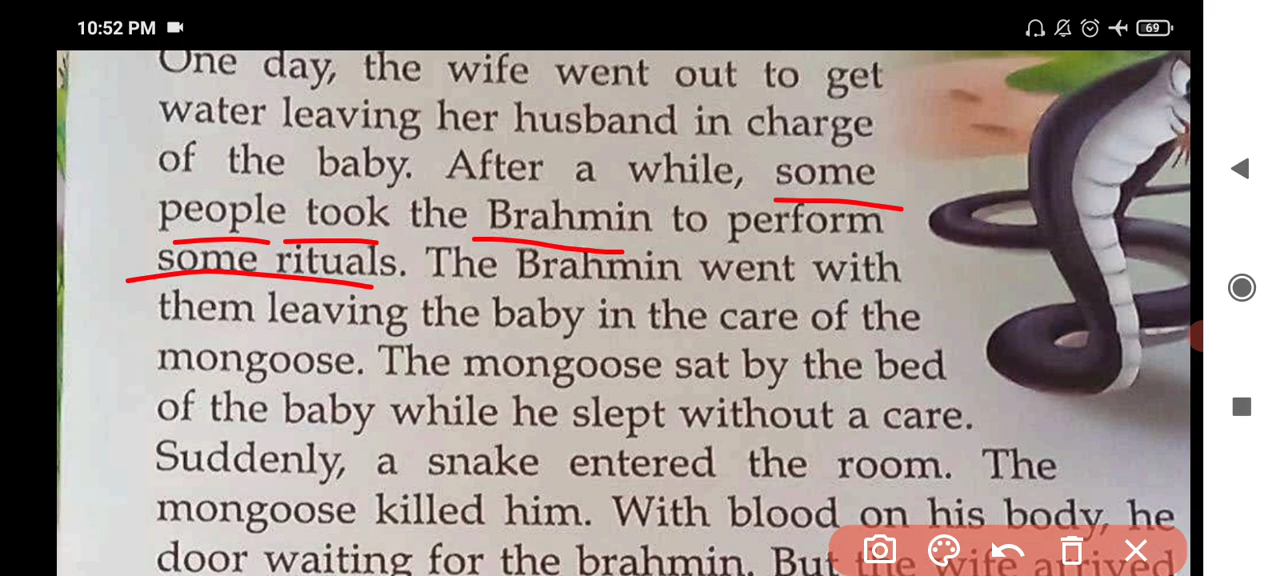 10:52 PM
69
One day, the wife went out to get
water leaving her husband in charge
of the baby. After a while, some
people took the Brahmin to perform
some rituals. The Brahmin went with
them leaving the baby in the care of the
mongoose. The mongoose sat by the bed
of the baby while he slept without a care.
Suddenly, a snake entered the room. The
mongoose killed him. With blood on his body, he
door waiting for the brahmin. But the wife arrived